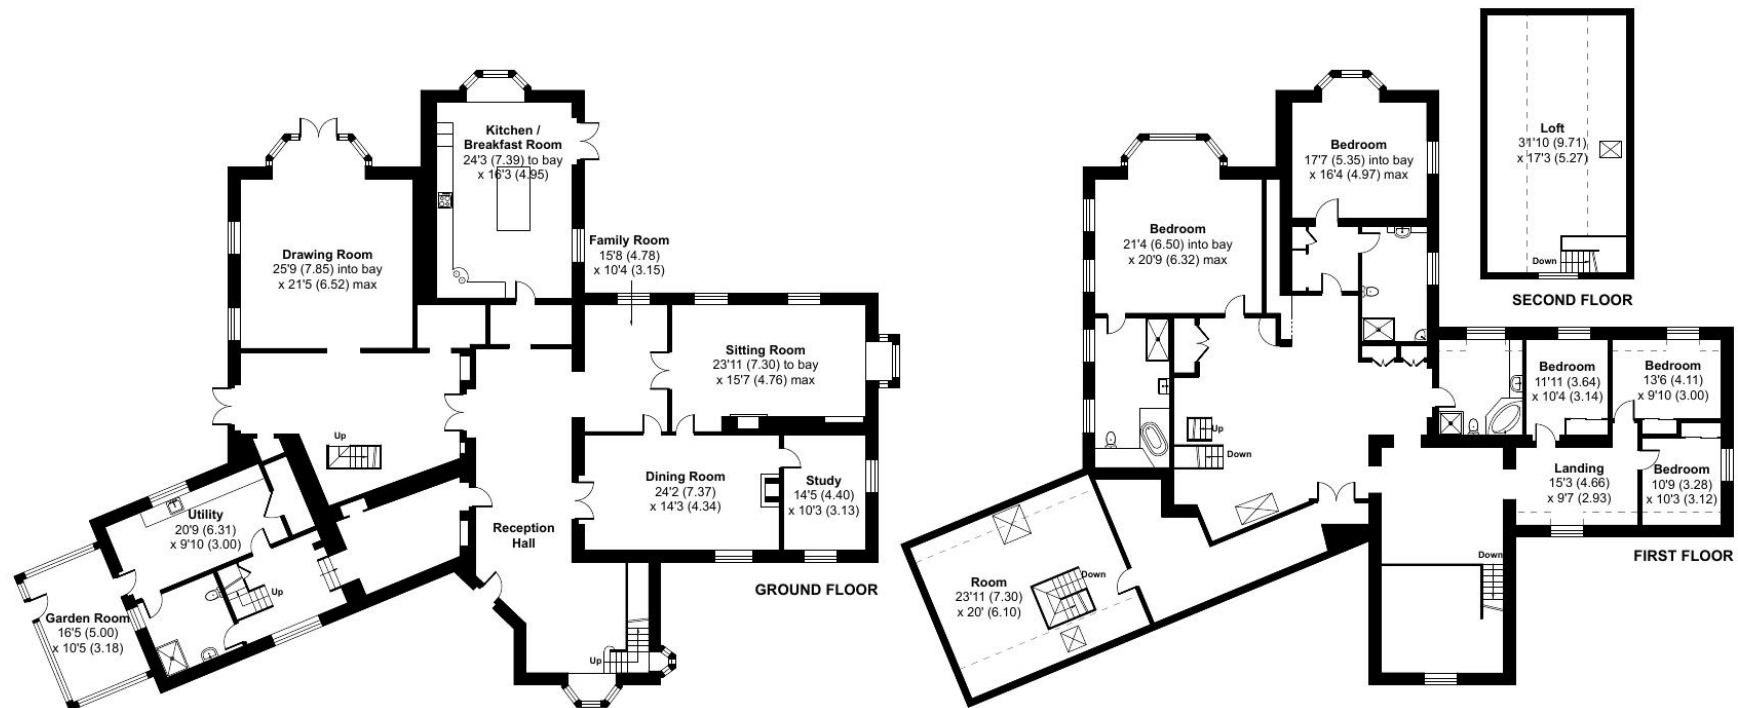 Kitchen /
Breakfast Room
24'3 (7.39) to bay
x 16'3 (4.95)
Drawing Room
25'9 (7.85) into bay
x 21'5 (6.52) max
Family Room
15'8 (4.78)
x 10'4 (3.15)
Sitting Room
23'11 (7.30) to bay
x 15'7 (4.76) max
Up
Dining Room
24'2 (7.37)
x 14'3 (4.34)
Study
14'5 (4.40)
x 10'3 (3.13)
Utility
20'9 (6.31)
x 9'10 (3.00)
Reception
Hall
Up
Garden Room
16'5 (5.00)
x 10'5 (3.18)
Up
GROUND FLOOR
Bedroom
17'7 (5.35) into bay
x 16'4 (4.97) max
Bedroom
21'4 (6.50) into bay
x 20'9 (6.32) max
Up
Down
Bedroom
11'11 (3.64)
x 10'4 (3.14)
Bedroom
13'6 (4.11)
x 9'10 (3.00)
Landing
15'3 (4.66)
x 9'7 (2.93)
Bedroom
10'9 (3.28)
x 10'3 (3.12)
Down
Room
23'11 (7.30)
x 20' (6.10)
Down
FIRST FLOOR
Loft
31'10 (9.71)
x 17'3 (5.27)
Down
SECOND FLOOR